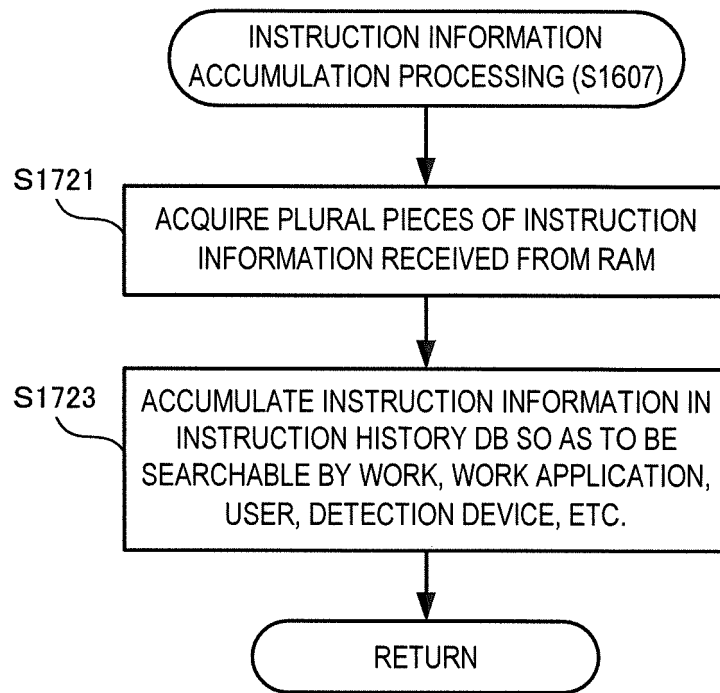 INSTRUCTION INFORMATION
ACCUMULATION PROCESSING (S1607)
S1721
ACQUIRE PLURAL PIECES OF INSTRUCTION
INFORMATION RECEIVED FROM RAM
S1723
ACCUMULATE INSTRUCTION INFORMATION IN
INSTRUCTION HISTORY DB SO AS TO BE
SEARCHABLE BY WORK, WORK APPLICATION,
USER, DETECTION DEVICE, ETC.
RETURN